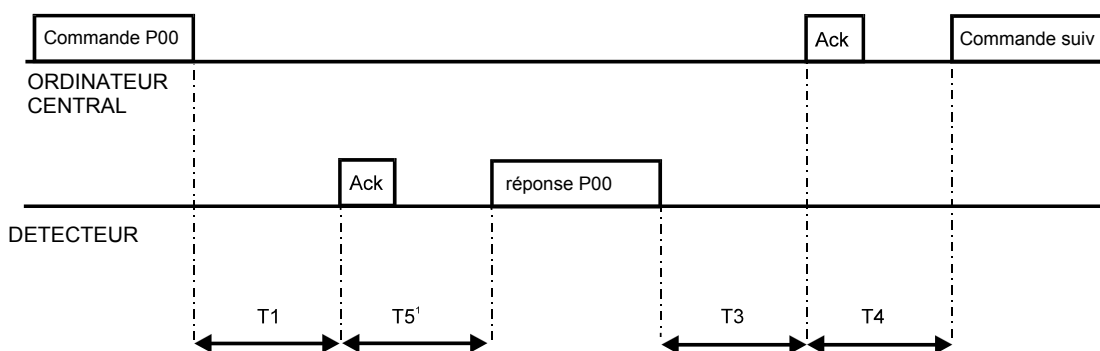 Commande P00
Ack
Commande suiv
ORDINATEUR
CENTRAL
Ack
réponse P00
DETECTEUR
T1
T5¹
T3
T4